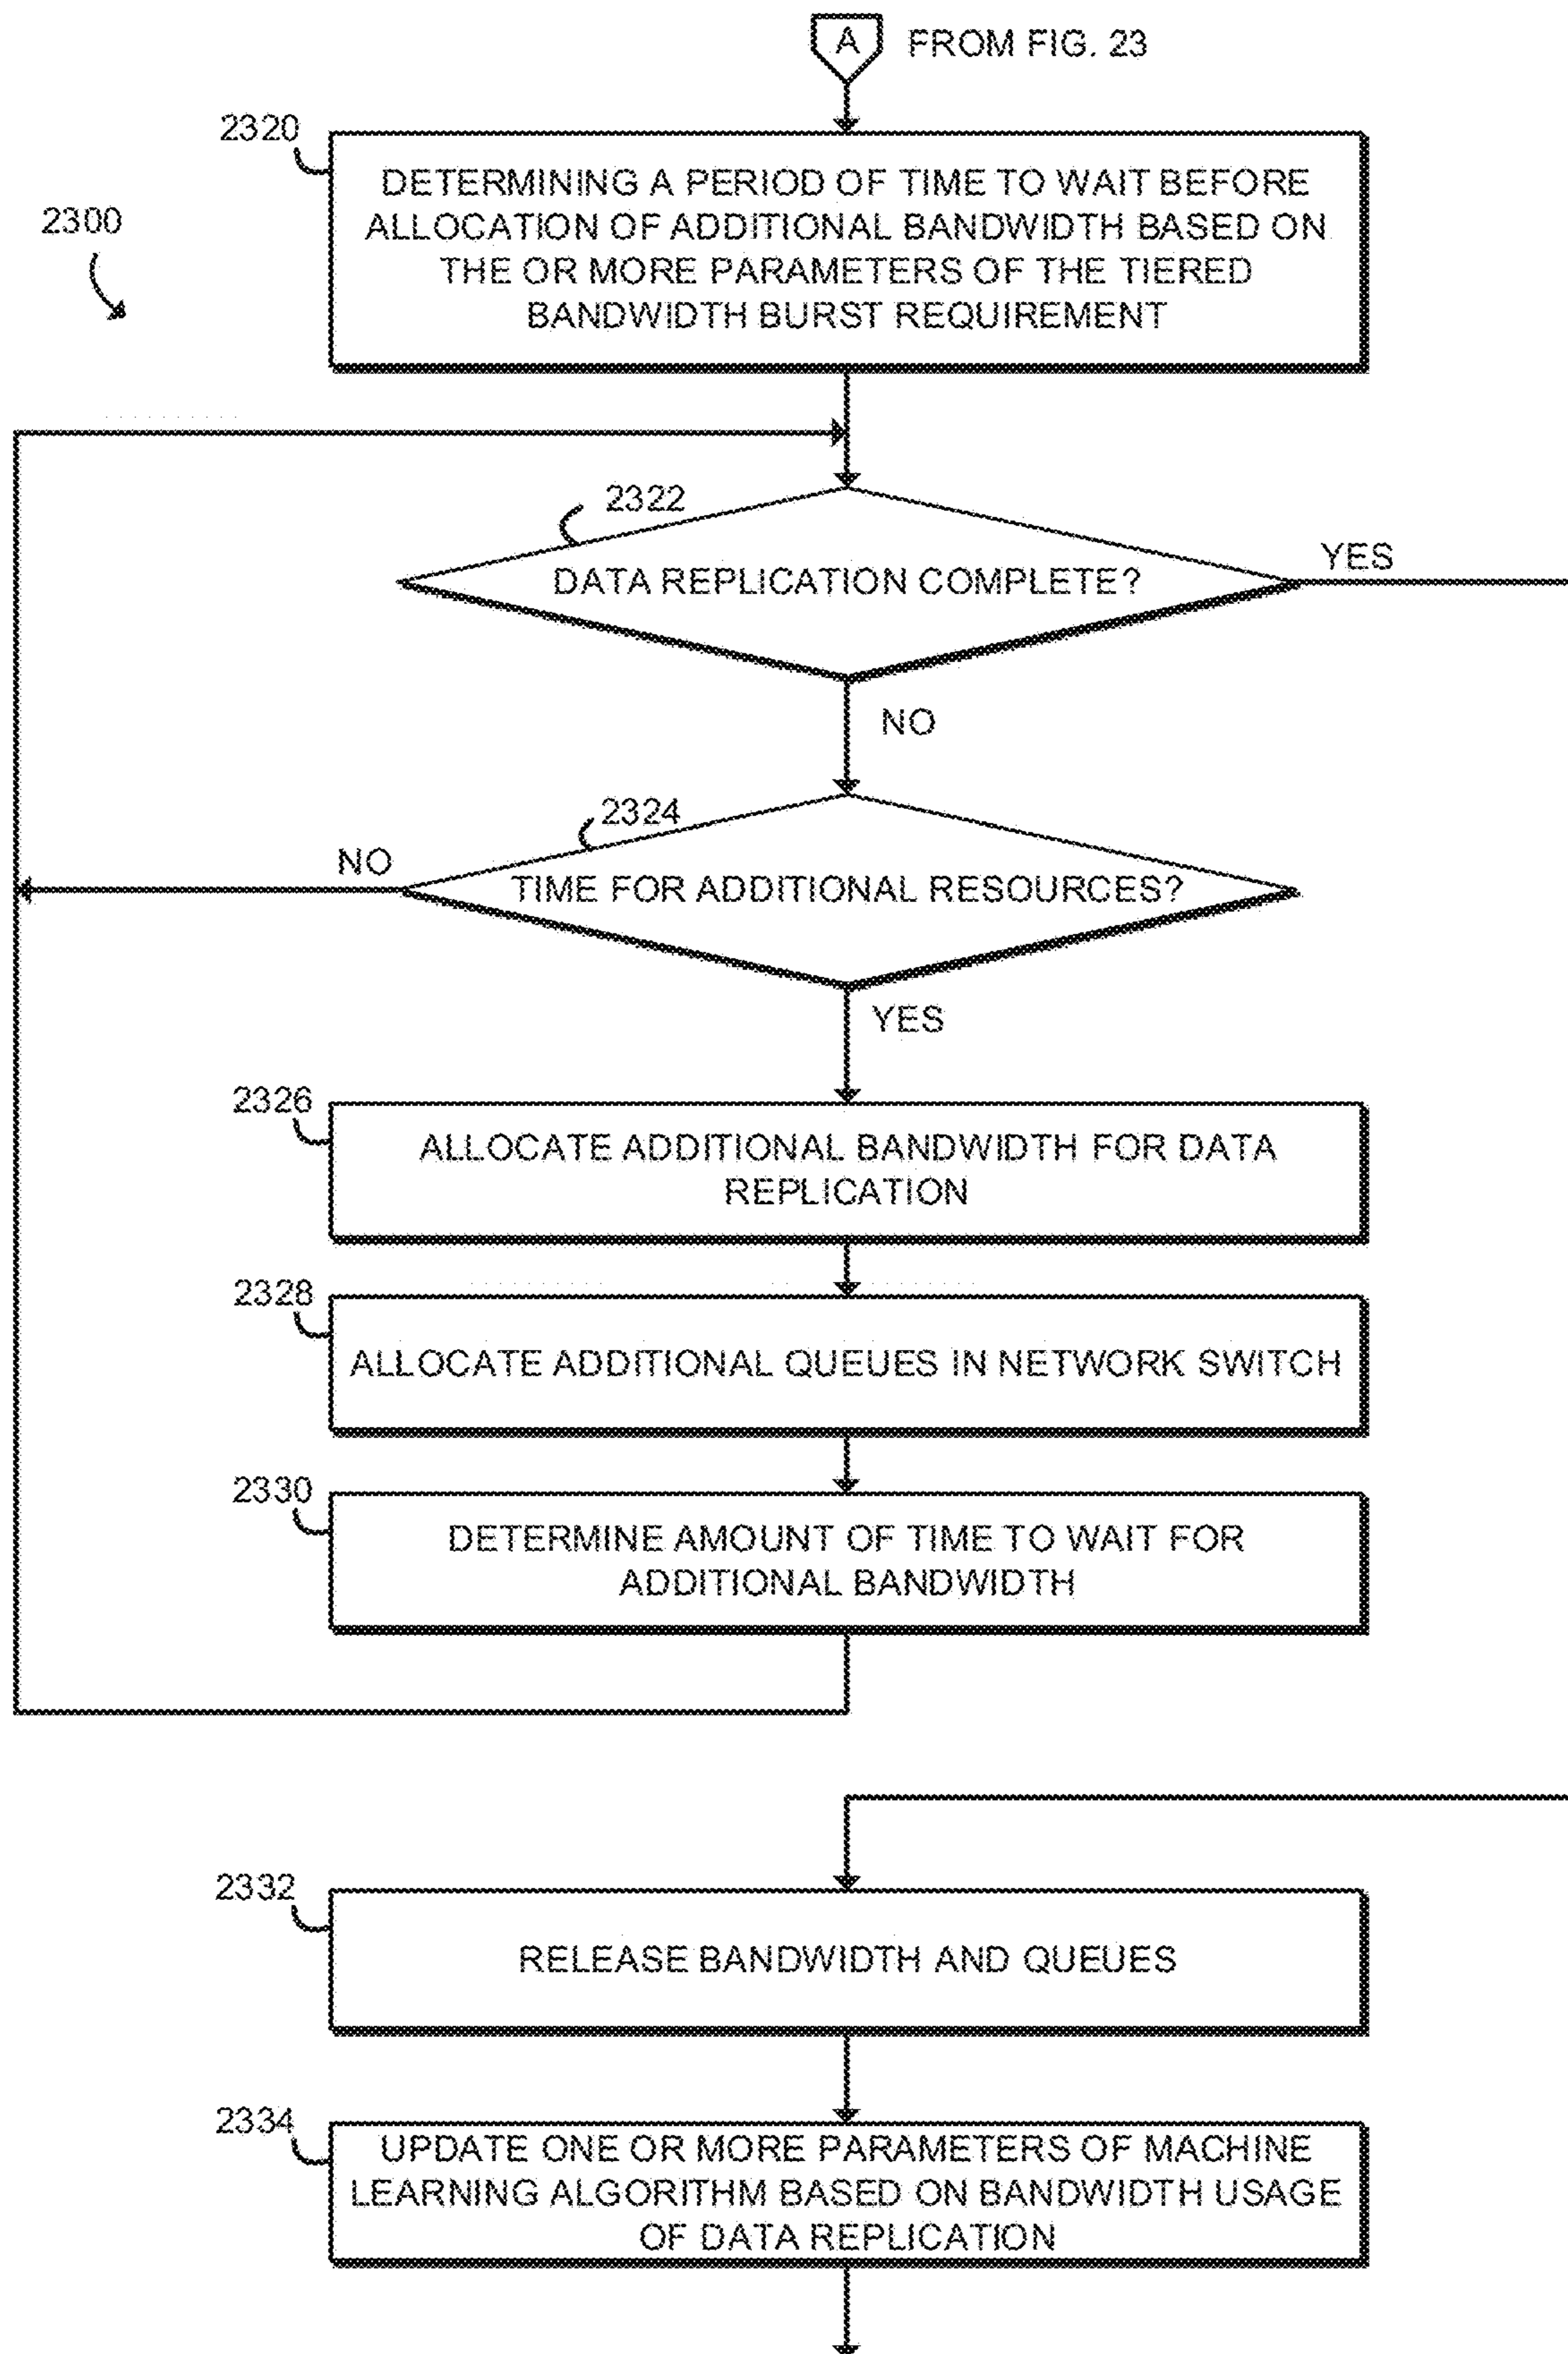 A FROM FIG. 23
2320
DETERMINING A PERIOD OF TIME TO WAIT BEFORE
ALLOCATION OF ADDITIONAL BANDWIDTH BASED ON
THE OR MORE PARAMETERS OF THE TIERED
BANDWIDTH BURST REQUIREMENT
2300
2322
DATA REPLICATION COMPLETE?
YES
NO
2324
TIME FOR ADDITIONAL RESOURCES?
NO
YES
2326
ALLOCATE ADDITIONAL BANDWIDTH FOR DATA
REPLICATION
2328
ALLOCATE ADDITIONAL QUEUES IN NETWORK SWITCH
2330
DETERMINE AMOUNT OF TIME TO WAIT FOR
ADDITIONAL BANDWIDTH
2332
RELEASE BANDWIDTH AND QUEUES
2334
UPDATE ONE OR MORE PARAMETERS OF MACHINE
LEARNING ALGORITHM BASED ON BANDWIDTH USAGE
OF DATA REPLICATION